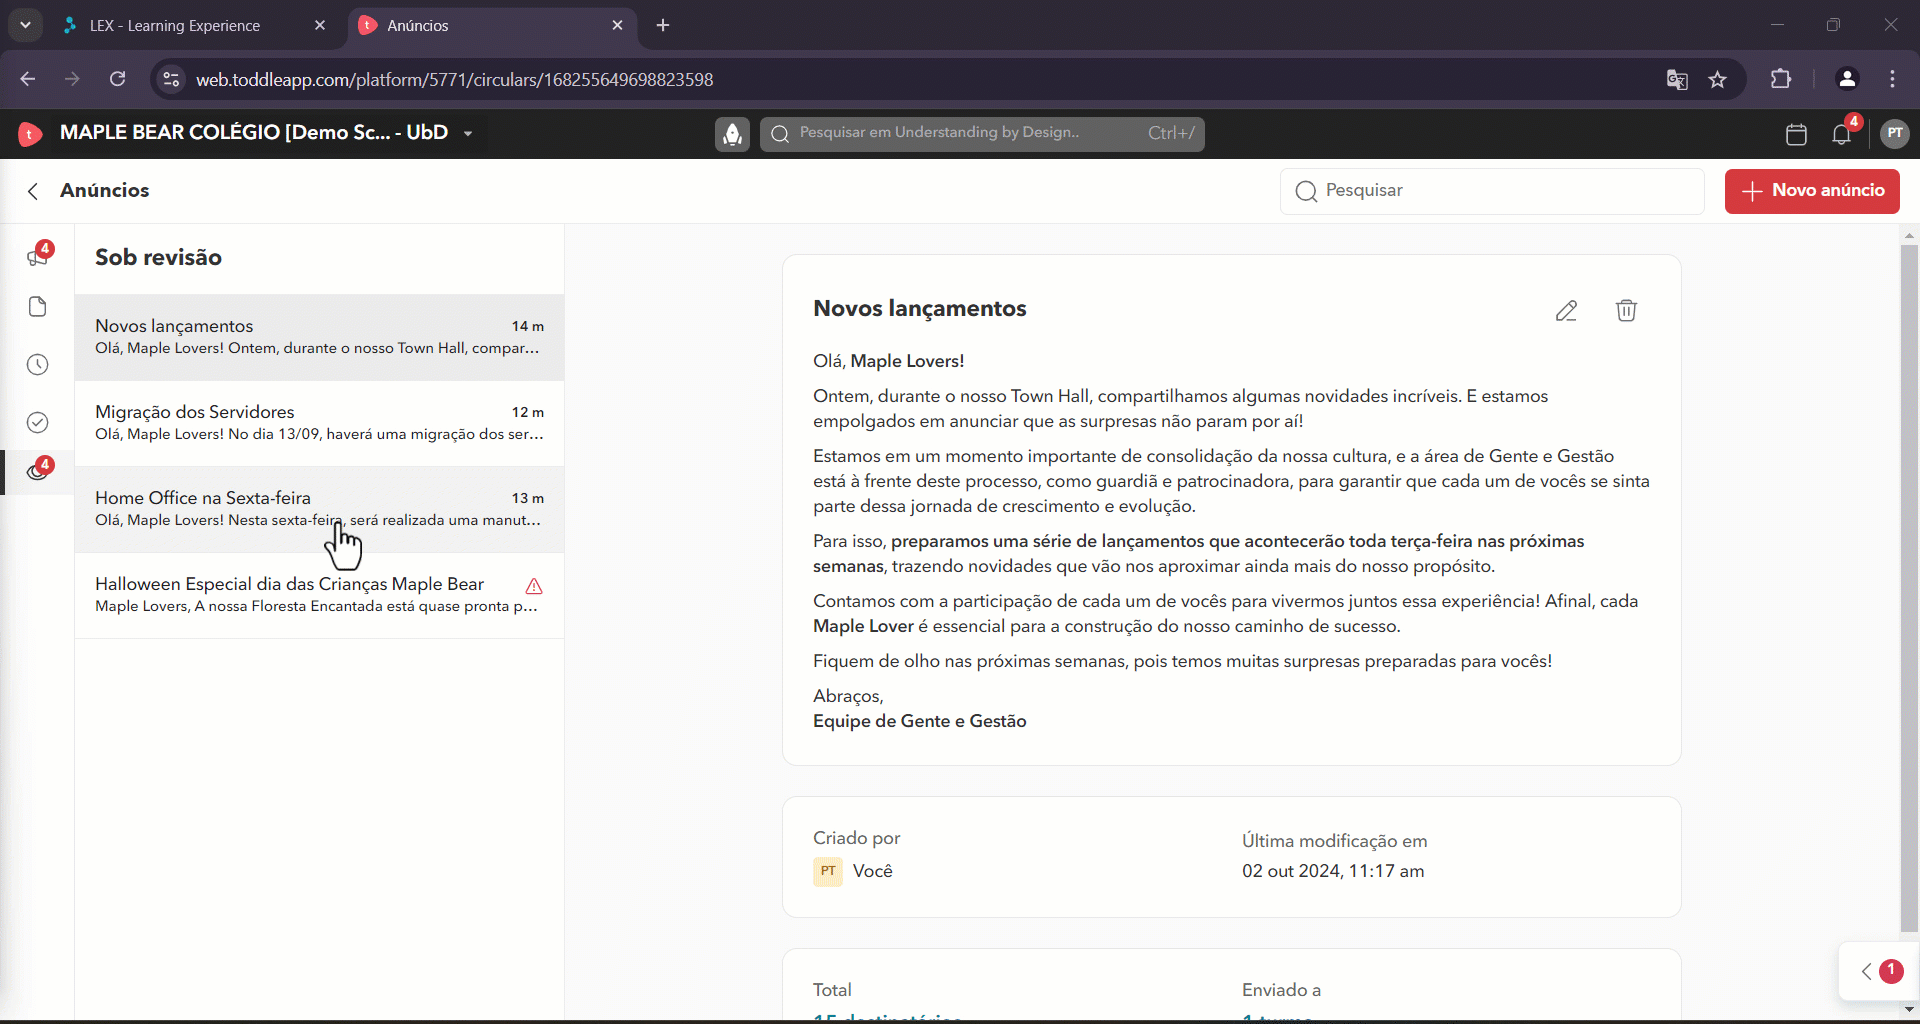 LEX - Learning Experience
Anúncios
web.toddleapp.com/platform/5771/circulars/168255649698823598
t MAPLE BEAR COLÉGIO [Demo Sc... - UbD
Pesquisar em Understanding by Design.. Ctrl+/
4
PT
Anúncios
Pesquisar
Novo anúncio
4
4
Sob revisão
Novos lançamentos 14 m
Olá, Maple Lovers! Ontem, durante o nosso Town Hall, compar...
Migração dos Servidores 12 m
Olá, Maple Lovers! No dia 13/09, haverá uma migração dos ser...
Home Office na Sexta-feira 13 m
Olá, Maple Lovers! Nesta sexta-feira, será realizada uma manut...
Halloween Especial dia das Crianças Maple Bear
Maple Lovers, A nossa Floresta Encantada está quase pronta p...
Novos lançamentos
Olá, Maple Lovers!
Ontem, durante o nosso Town Hall, compartilhamos algumas novidades incríveis. E estamos
empolgados em anunciar que as surpresas não param por aí!
Estamos em um momento importante de consolidação da nossa cultura, e a área de Gente e Gestão
está à frente deste processo, como guardiã e patrocinadora, para garantir que cada um de vocês se sinta
parte dessa jornada de crescimento e evolução.
Para isso, preparamos uma série de lançamentos que acontecerão toda terça-feira nas próximas
semanas, trazendo novidades que vão nos aproximar ainda mais do nosso propósito.
Contamos com a participação de cada um de vocês para vivermos juntos essa experiência! Afinal, cada
Maple Lover é essencial para a construção do nosso caminho de sucesso.
Fiquem de olho nas próximas semanas, pois temos muitas surpresas preparadas para vocês!
Abraços,
Equipe de Gente e Gestão
Criado por
PT Você
Última modificação em
02 out 2024, 11:17 am
Total
15 destinatários
Enviado a
1 turma
1